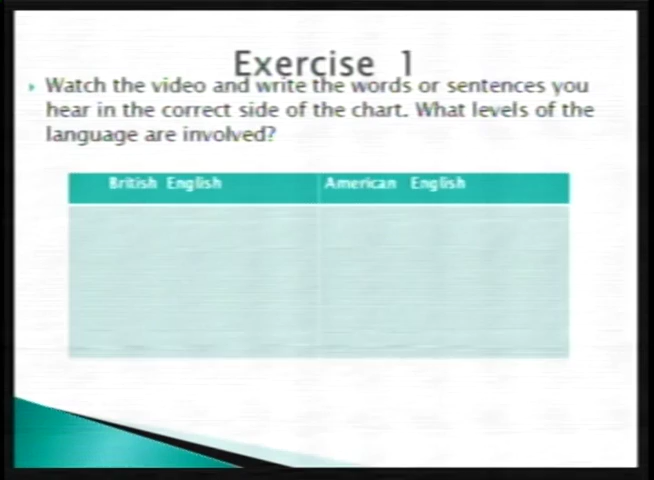 Exercise 1
Watch the video and write the words or sentences you
hear in the correct side of the chart. What levels of the
language are involved?
British English American English